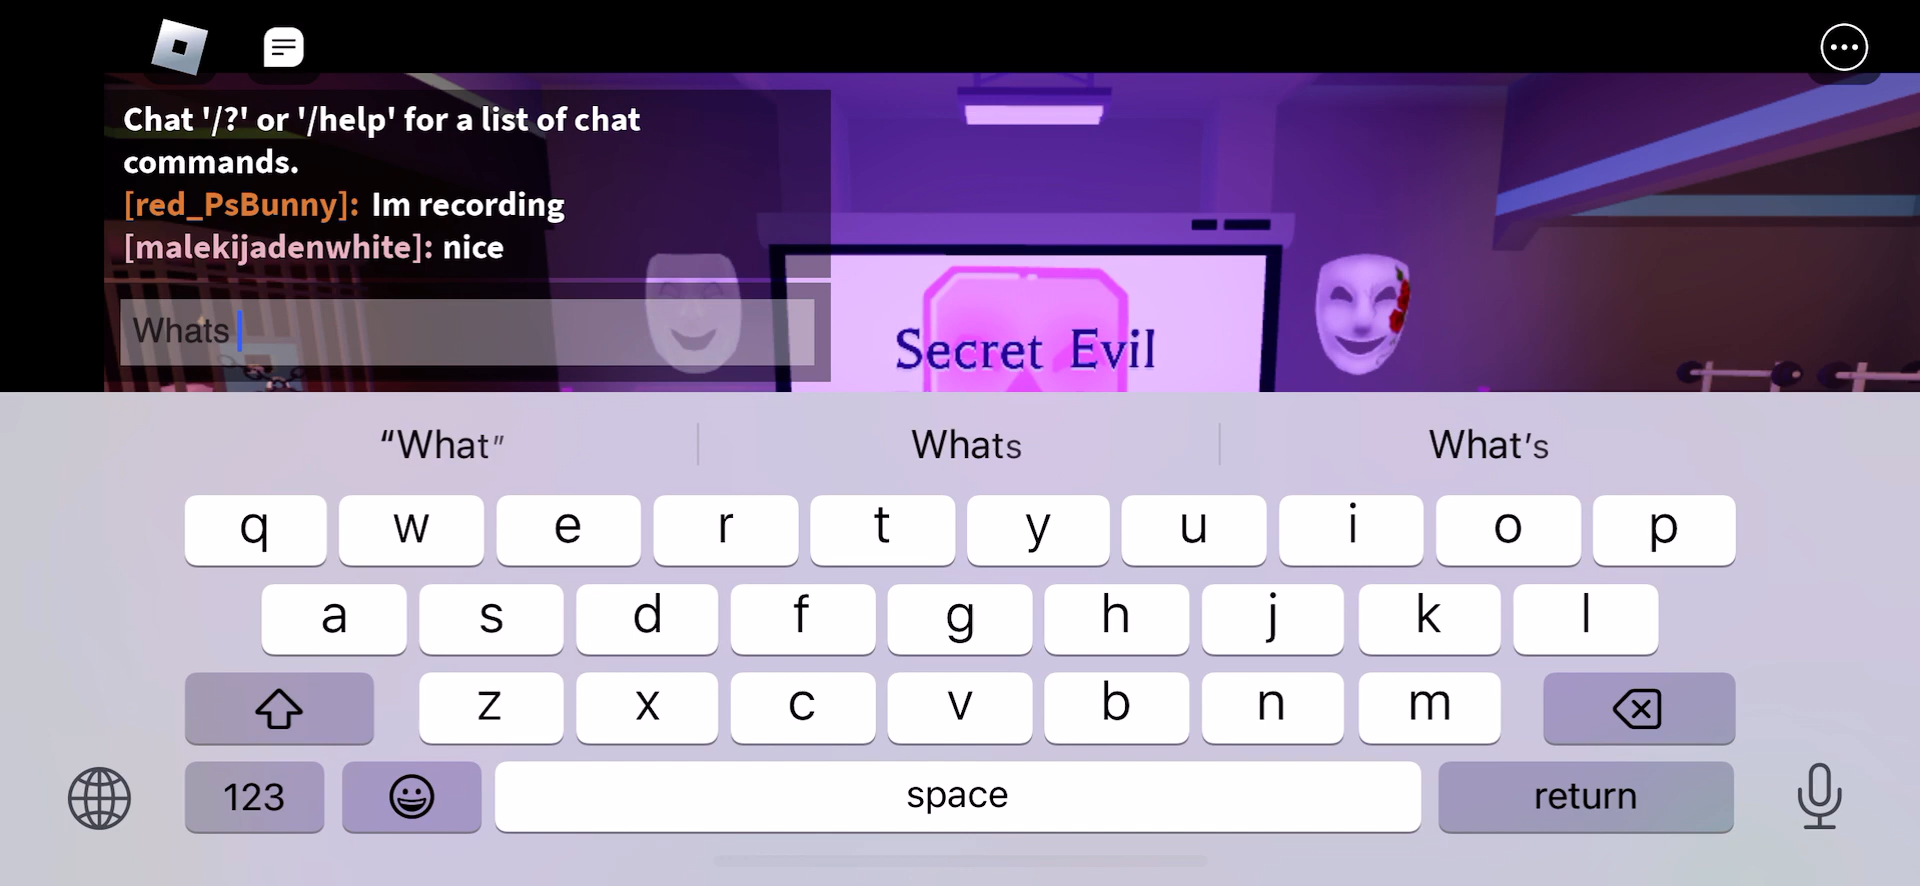 Chat '/?' or '/help' for a list of chat
commands.
[red_PsBunny]: Im recording
[malekijadenwhite]: nice
Whats
Secret Evil
“What” Whats What's
q w e r t y u i o p
a s d f g h j k l
z x c v b n m
123 space return